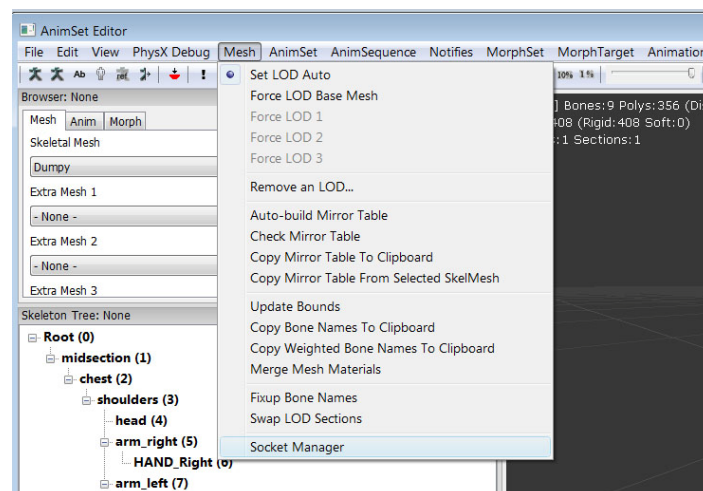 AnimSet Editor
File Edit View PhysX Debug Mesh AnimSet AnimSequence Notifies MorphSet MorphTarget Animation
Ab 10% 1%
Browser: None
Mesh Anim Morph
Skeletal Mesh
Dumpy
Extra Mesh 1
- None -
Extra Mesh 2
- None -
Extra Mesh 3
Set LOD Auto
Force LOD Base Mesh
Force LOD 1
Force LOD 2
Force LOD 3
Remove an LOD...
Auto-build Mirror Table
Check Mirror Table
Copy Mirror Table To Clipboard
Copy Mirror Table From Selected SkelMesh
Update Bounds
Copy Bone Names To Clipboard
Copy Weighted Bone Names To Clipboard
Merge Mesh Materials
Fixup Bone Names
Swap LOD Sections
Socket Manager
] Bones:9 Polys:356 (Di
408 (Rigid:408 Soft:0)
:1 Sections:1
Skeleton Tree: None
Root (0)
midsection (1)
chest (2)
shoulders (3)
head (4)
arm_right (5)
HAND_Right (6)
arm_left (7)